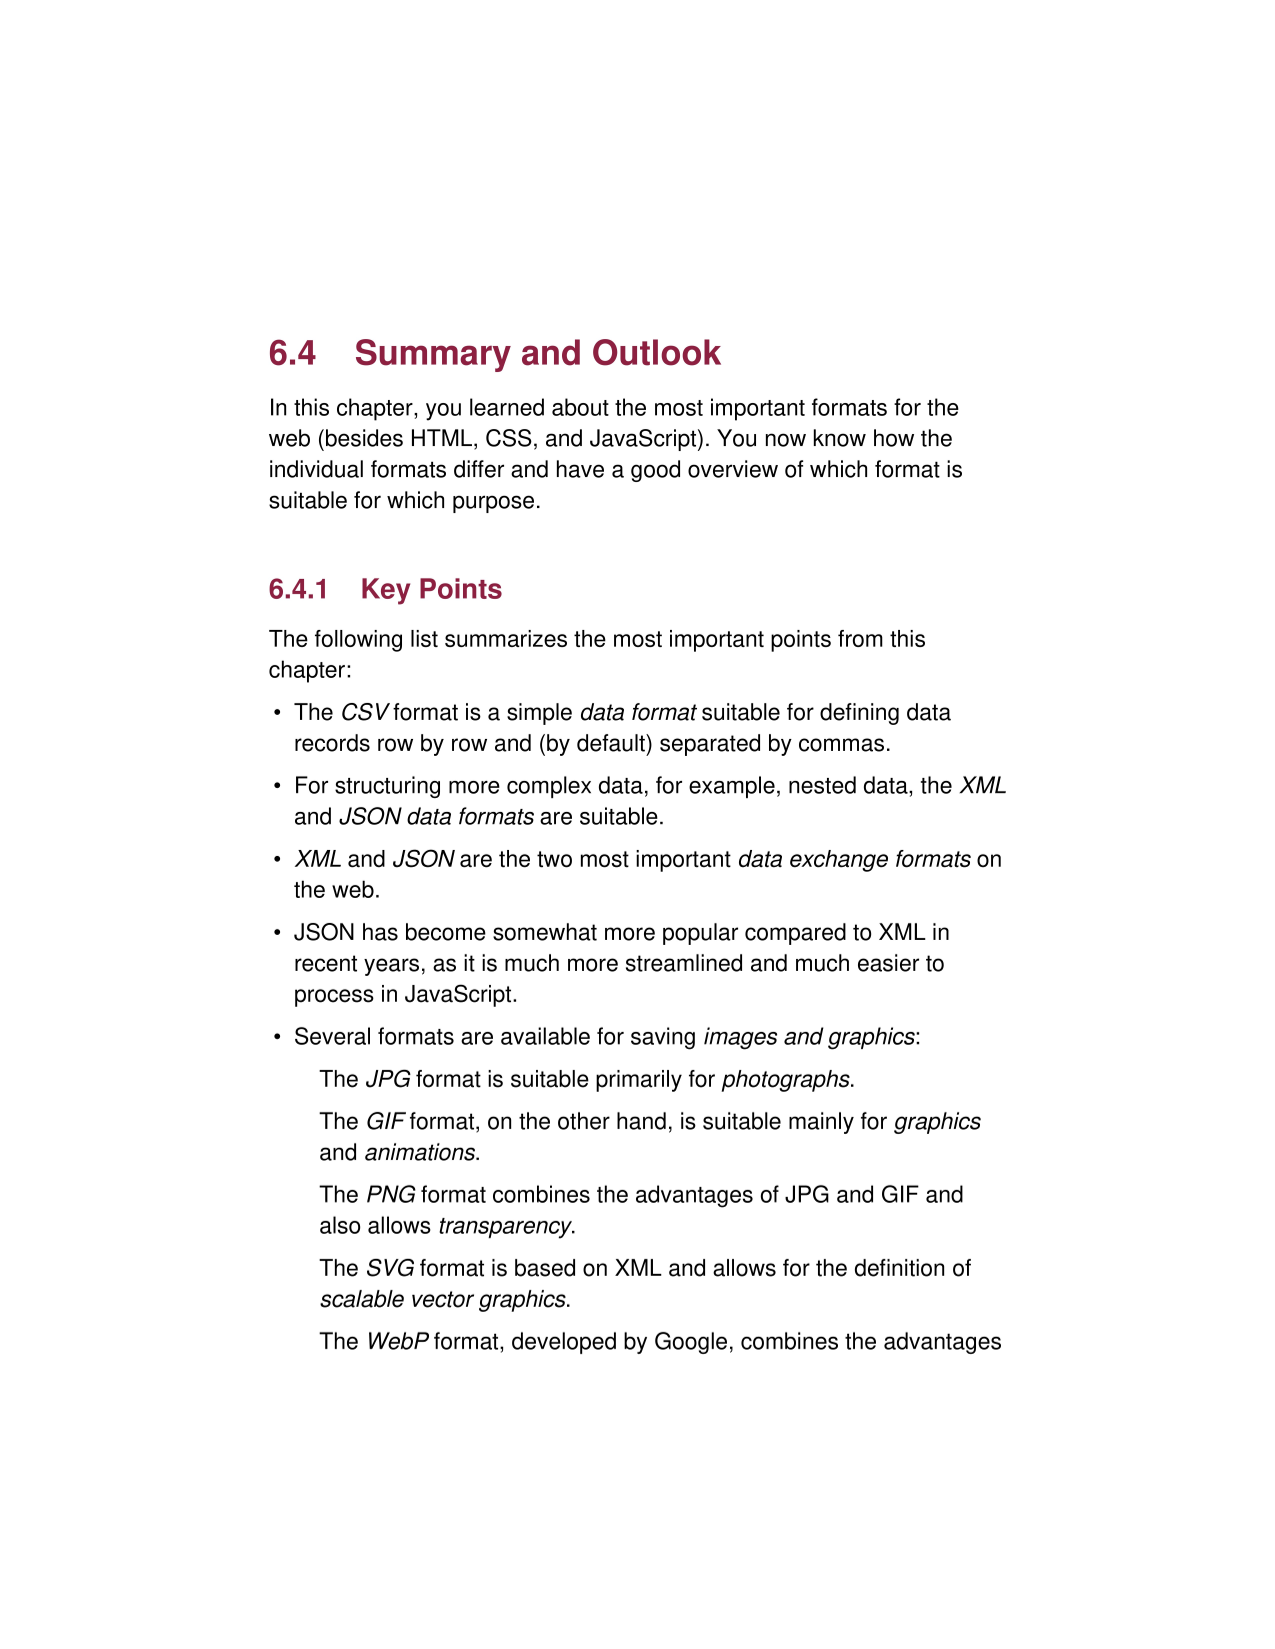 6.4 Summary and Outlook
In this chapter, you learned about the most important formats for the
web (besides HTML, CSS, and JavaScript). You now know how the
individual formats differ and have a good overview of which format is
suitable for which purpose.
6.4.1 Key Points
The following list summarizes the most important points from this
chapter:
• The CSV format is a simple data format suitable for defining data
records row by row and (by default) separated by commas.
• For structuring more complex data, for example, nested data, the XML
and JSON data formats are suitable.
• XML and JSON are the two most important data exchange formats on
the web.
• JSON has become somewhat more popular compared to XML in
recent years, as it is much more streamlined and much easier to
process in JavaScript.
• Several formats are available for saving images and graphics:
The JPG format is suitable primarily for photographs.
The GIF format, on the other hand, is suitable mainly for graphics
and animations.
The PNG format combines the advantages of JPG and GIF and
also allows transparency.
The SVG format is based on XML and allows for the definition of
scalable vector graphics.
The WebP format, developed by Google, combines the advantages